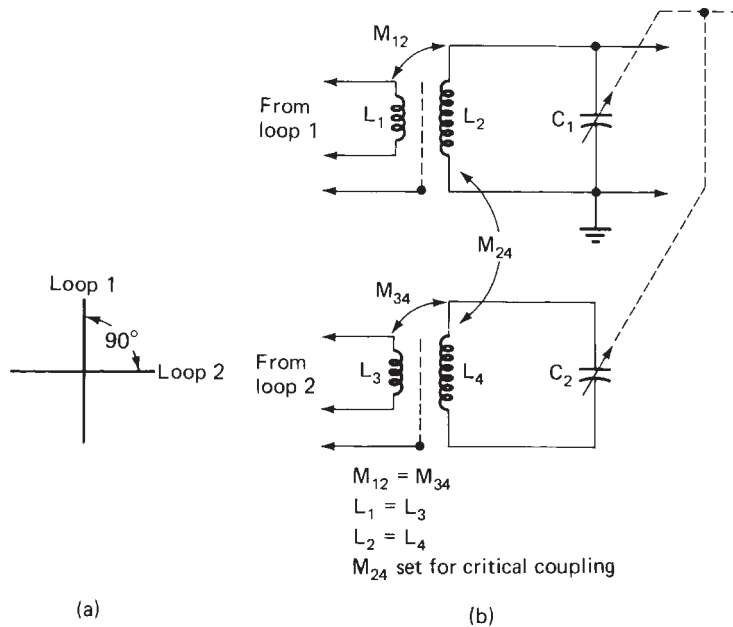 M12
From
loop 1
L1
L2
C1
M24
Loop 1
90°
Loop 2
M34
From
loop 2
L3
L4
C2
M12 = M34
L1 = L3
L2 = L4
M24 set for critical coupling
(a)
(b)